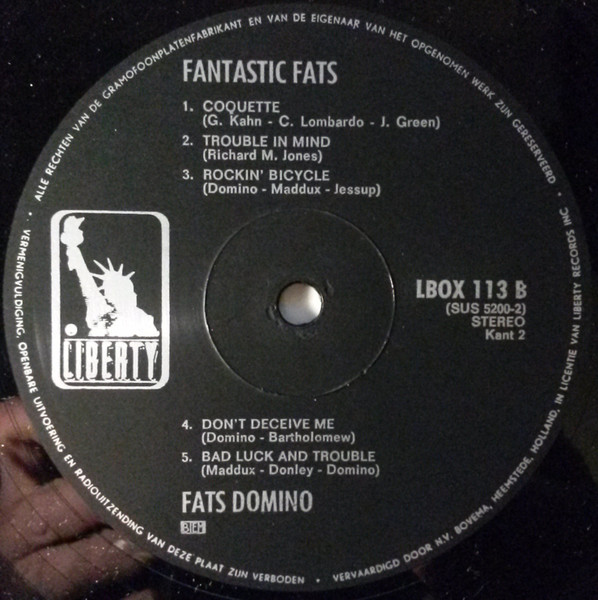 ALLE RECHTEN VAN DE GRAMOFOONPLATENFABRIKANT EN VAN DE EIGENAAR VAN HET OPGENOMEN WERK ZIJN GERESERVEERD •
FANTASTIC FATS
1. COQUETTE
(G. Kahn - C. Lombardo - J. Green)
2. TROUBLE IN MIND
(Richard M. Jones)
3. ROCKIN' BICYCLE
(Domino - Maddux - Jessup)
LIBERTY
LBOX 113 B
(SUS 5200-2)
STEREO
Kant 2
4. DON'T DECEIVE ME
(Domino - Bartholomew)
5. BAD LUCK AND TROUBLE
(Maddux - Donley - Domino)
FATS DOMINO
BIEM
• VERMENIGVULDIGING, OPENBARE UITVOERING EN RADIOUITZENDING VAN DEZE PLAAT ZIJN VERBODEN •
VERVAARDIGD DOOR N.V. BOVEMA, HEEMSTEDE, HOLLAND, IN LICENTIE VAN LIBERTY RECORDS INC